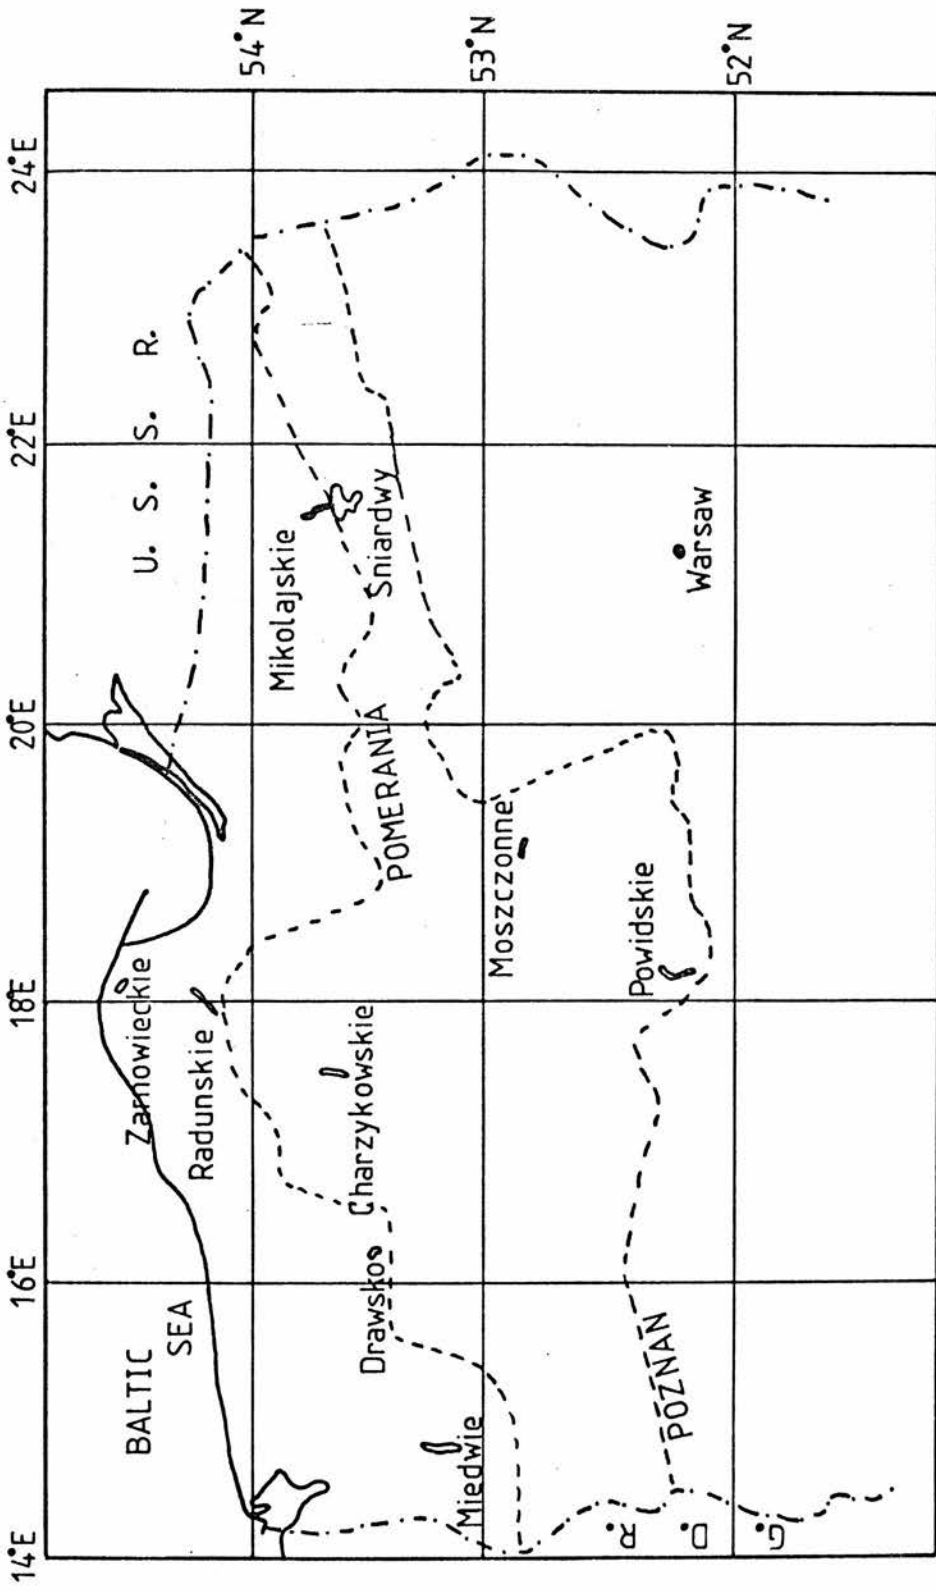 14°E
16°E
18°E
20°E
22°E
24°E
BALTIC
SEA
U. S. S. R.
Zarnowieckie
Radunskie
54°N
Mikolajskie
Charzykowskie
Drawsko
Sniardwy
POMERANIA
Miedwie
53°N
Moszczonne
Powidskie
Warsaw
POZNAN
52°N
G. D. R.